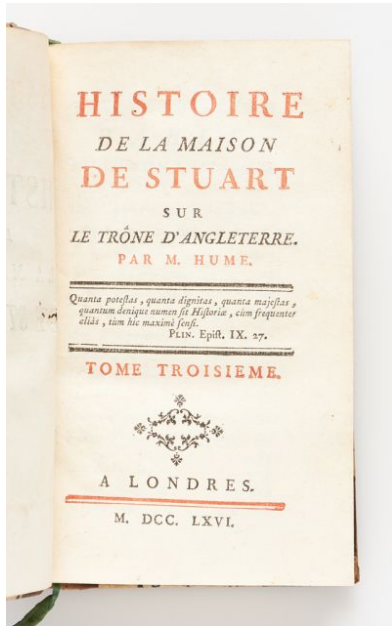 HISTOIRE
DE LA MAISON
DE STUART
SUR
LE TRÔNE D'ANGLETERRE.
PAR M. HUME.
Quanta poteſtas, quanta dignitas, quanta majeſtas,
quantum denique numen ſit Hiſtoriæ, cùm frequenter
aliàs, tùm hìc maximè ſenſi.
PLIN. Epiſt. IX. 27.
TOME TROISIEME.
A LONDRES.
M. DCC. LXVI.